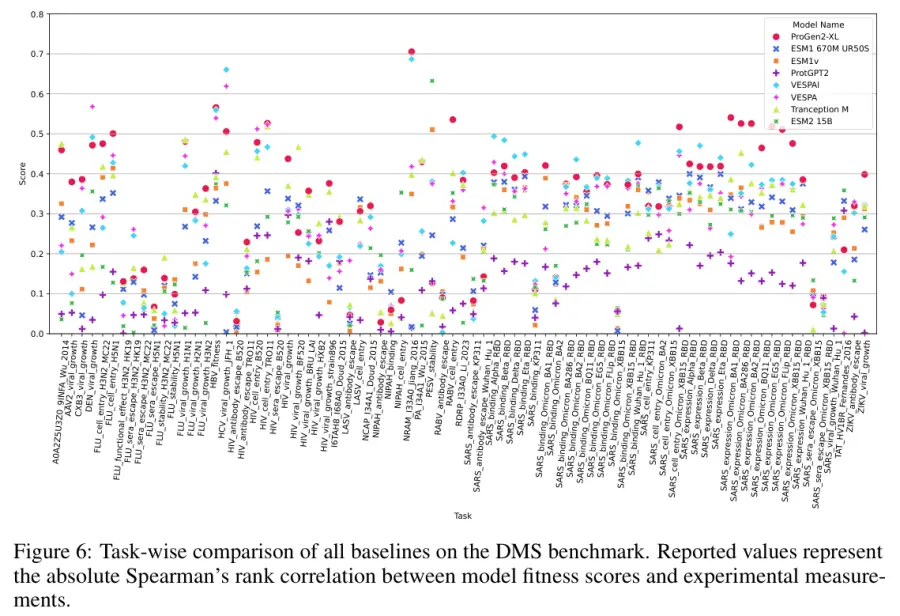 0.8
0.7
0.6
0.5
0.4
0.3
0.2
0.1
0.0
Score
Model Name
ProGen2-XL
ESM1 670M UR50S
ESM1v
ProtGPT2
VESPAl
VESPA
Tranception M
ESM2 15B
A0A2Z5U3Z0_9INFA_Wu_2014
AAV2_viral_growth
CXB3_viral_growth
DEN_viral_growth
FLU_cell_entry_H3N2_MC22
FLU_cell_entry_H5N1
FLU_functional_effect_H3N2_HK19
FLU_sera_escape_H3N2_HK19
FLU_sera_escape_H3N2_MC22
FLU_sera_escape_H5N1
FLU_stability_H3N2_MC22
FLU_stability_H5N1
FLU_viral_growth_H1N1
FLU_viral_growth_H2N1
FLU_viral_growth_H3N1
HBV_fitness
HCV_viral_growth_JFH_1
HIV_antibody_escape_B520
HIV_antibody_escape_TRO11
HIV_cell_entry_B520
HIV_cell_entry_TRO11
HIV_sera_escape_B520
HIV_viral_growth
HIV_viral_growth_BF520
HIV_viral_growth_BRU_LAI
HIV_viral_growth_HXB2
HIV_viral_growth_strain896
I6TAH8_I68A0_Doud_2015
LASV_antibody_escape
LASV_cell_entry
NCAP_I34A1_Doud_2015
NIPAH_antibody_escape
NIPAH_binding
NIPAH_cell_entry
NRAM_I33A0_Jiang_2016
PA_I34A1_Wu_2015
PESV_stability
RABV_antibody_escape
RABV_cell_entry
RDRP_I33A0_Li_2023
SARS_antibody_escape_KP311
SARS_antibody_escape_Wuhan_Hu_1
SARS_binding_Alpha_RBD
SARS_binding_Beta_RBD
SARS_binding_Delta_RBD
SARS_binding_Eta_RBD
SARS_binding_KP311
SARS_binding_Omicron_BA1_RBD
SARS_binding_Omicron_BA2
SARS_binding_Omicron_BA286_RBD
SARS_binding_Omicron_BA2_RBD
SARS_binding_Omicron_BQ11_RBD
SARS_binding_Omicron_EG5_RBD
SARS_binding_Omicron_FLip_RBD
SARS_binding_Omicron_XBB15
SARS_binding_Omicron_XBB15_RBD
SARS_binding_Wuhan_Hu_1_RBD
SARS_cell_entry_KP311
SARS_cell_entry_Omicron_BA2
SARS_cell_entry_Omicron_XBB15
SARS_expression_Alpha_RBD
SARS_expression_Beta_RBD
SARS_expression_Delta_RBD
SARS_expression_Eta_RBD
SARS_expression_Omicron_BA1_RBD
SARS_expression_Omicron_BA286_RBD
SARS_expression_Omicron_BA2_RBD
SARS_expression_Omicron_BQ11_RBD
SARS_expression_Omicron_EG5_RBD
SARS_expression_Omicron_FLip_RBD
SARS_expression_Omicron_XBB15_RBD
SARS_expression_Wuhan_Hu_1_RBD
SARS_sera_escape_Omicron_XBB15
SARS_sera_escape_Omicron_XBB15_RBD
SARS_viral_growth_Wuhan_Hu_1
TAT_HV1BR_Fernandes_2016
ZIKV_antibody_escape
ZIKV_viral_growth
Task
Figure 6: Task-wise comparison of all baselines on the DMS benchmark. Reported values represent
the absolute Spearman's rank correlation between model fitness scores and experimental measure-
ments.